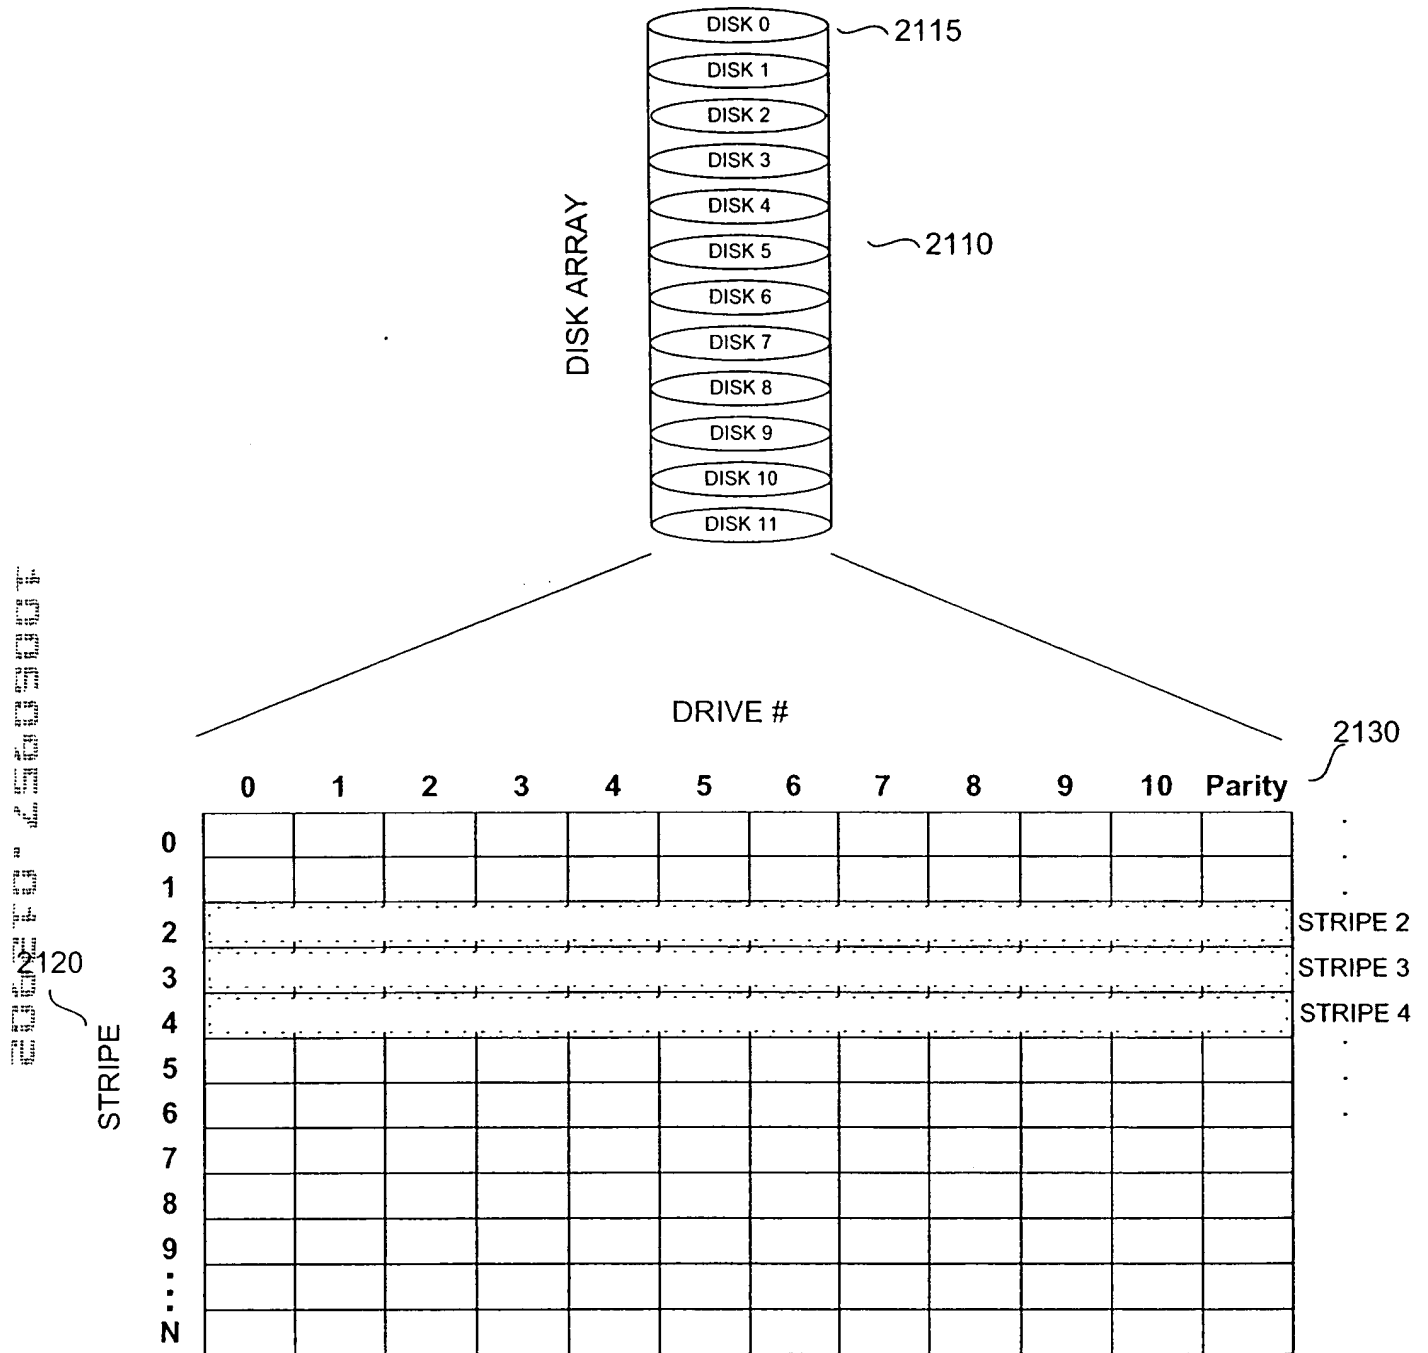 DISK 0
2115
DISK 1
DISK 2
DISK 3
DISK 4
DISK 5
2110
DISK 6
DISK 7
DISK 8
DISK 9
DISK 10
DISK 11
DISK ARRAY
DRIVE #
2130
0 1 2 3 4 5 6 7 8 9 10 Parity
0
1
2 STRIPE 2
3 STRIPE 3
4 STRIPE 4
5
6
7
8
9
N
2120
STRIPE
10050957.012902